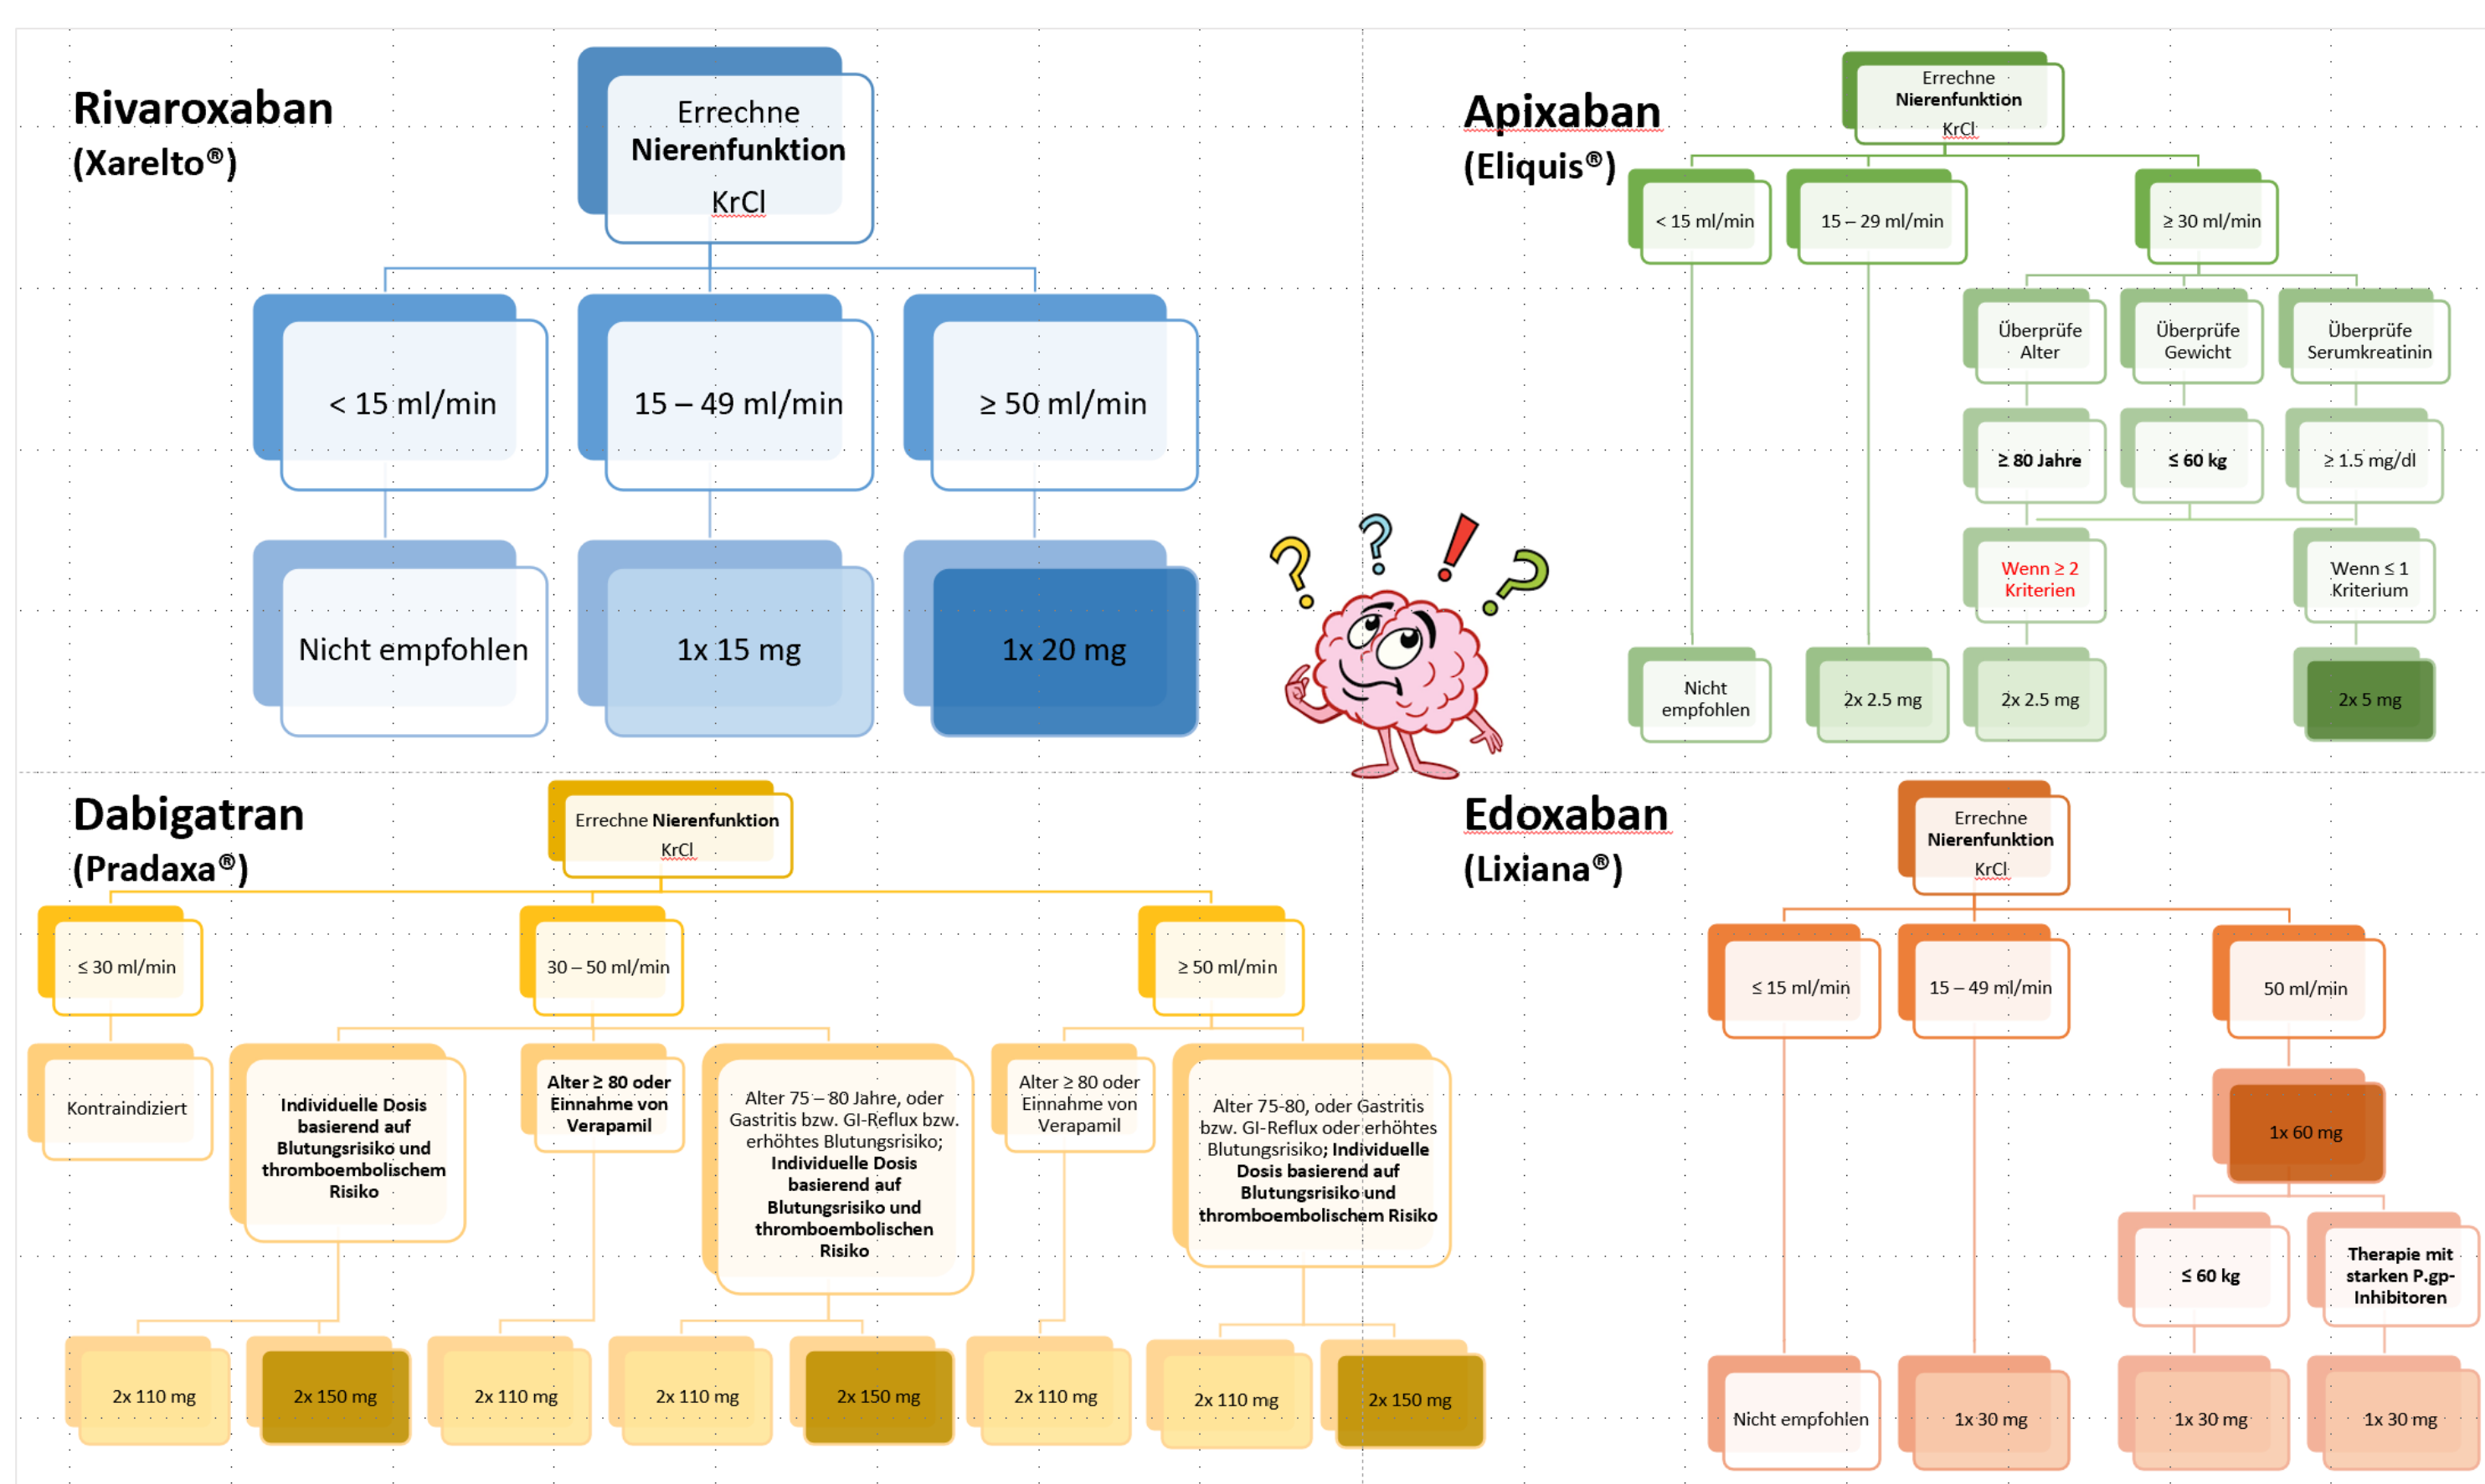 Rivaroxaban
(Xarelto®)
Errechne
Nierenfunktion
KrCl
< 15 ml/min
15 – 49 ml/min
≥ 50 ml/min
Nicht empfohlen
1x 15 mg
1x 20 mg
Apixaban
(Eliquis®)
Errechne
Nierenfunktion
KrCl
< 15 ml/min
15 – 29 ml/min
≥ 30 ml/min
Überprüfe
Alter
Überprüfe
Gewicht
Überprüfe
Serumkreatinin
≥ 80 Jahre
≤ 60 kg
≥ 1.5 mg/dl
Wenn ≥ 2
Kriterien
Wenn ≤ 1
Kriterium
Nicht
empfohlen
2x 2.5 mg
2x 2.5 mg
2x 5 mg
? ? ! ?
Dabigatran
(Pradaxa®)
Errechne Nierenfunktion
KrCl
≤ 30 ml/min
30 – 50 ml/min
≥ 50 ml/min
Kontraindiziert
Individuelle Dosis
basierend auf
Blutungsrisiko und
thromboembolischem
Risiko
Alter ≥ 80 oder
Einnahme von
Verapamil
Alter 75 – 80 Jahre, oder
Gastritis bzw. GI-Reflux bzw.
erhöhtes Blutungsrisiko;
Individuelle Dosis
basierend auf
Blutungsrisiko und
thromboembolischen
Risiko
Alter ≥ 80 oder
Einnahme von
Verapamil
Alter 75-80, oder Gastritis
bzw. GI-Reflux oder erhöhtes
Blutungsrisiko; Individuelle
Dosis basierend auf
Blutungsrisiko und
thromboembolischem Risiko
2x 110 mg
2x 150 mg
2x 110 mg
2x 110 mg
2x 150 mg
2x 110 mg
2x 110 mg
2x 150 mg
Edoxaban
(Lixiana®)
Errechne
Nierenfunktion
KrCl
≤ 15 ml/min
15 – 49 ml/min
50 ml/min
1x 60 mg
≤ 60 kg
Therapie mit
starken P.gp-
Inhibitoren
Nicht empfohlen
1x 30 mg
1x 30 mg
1x 30 mg